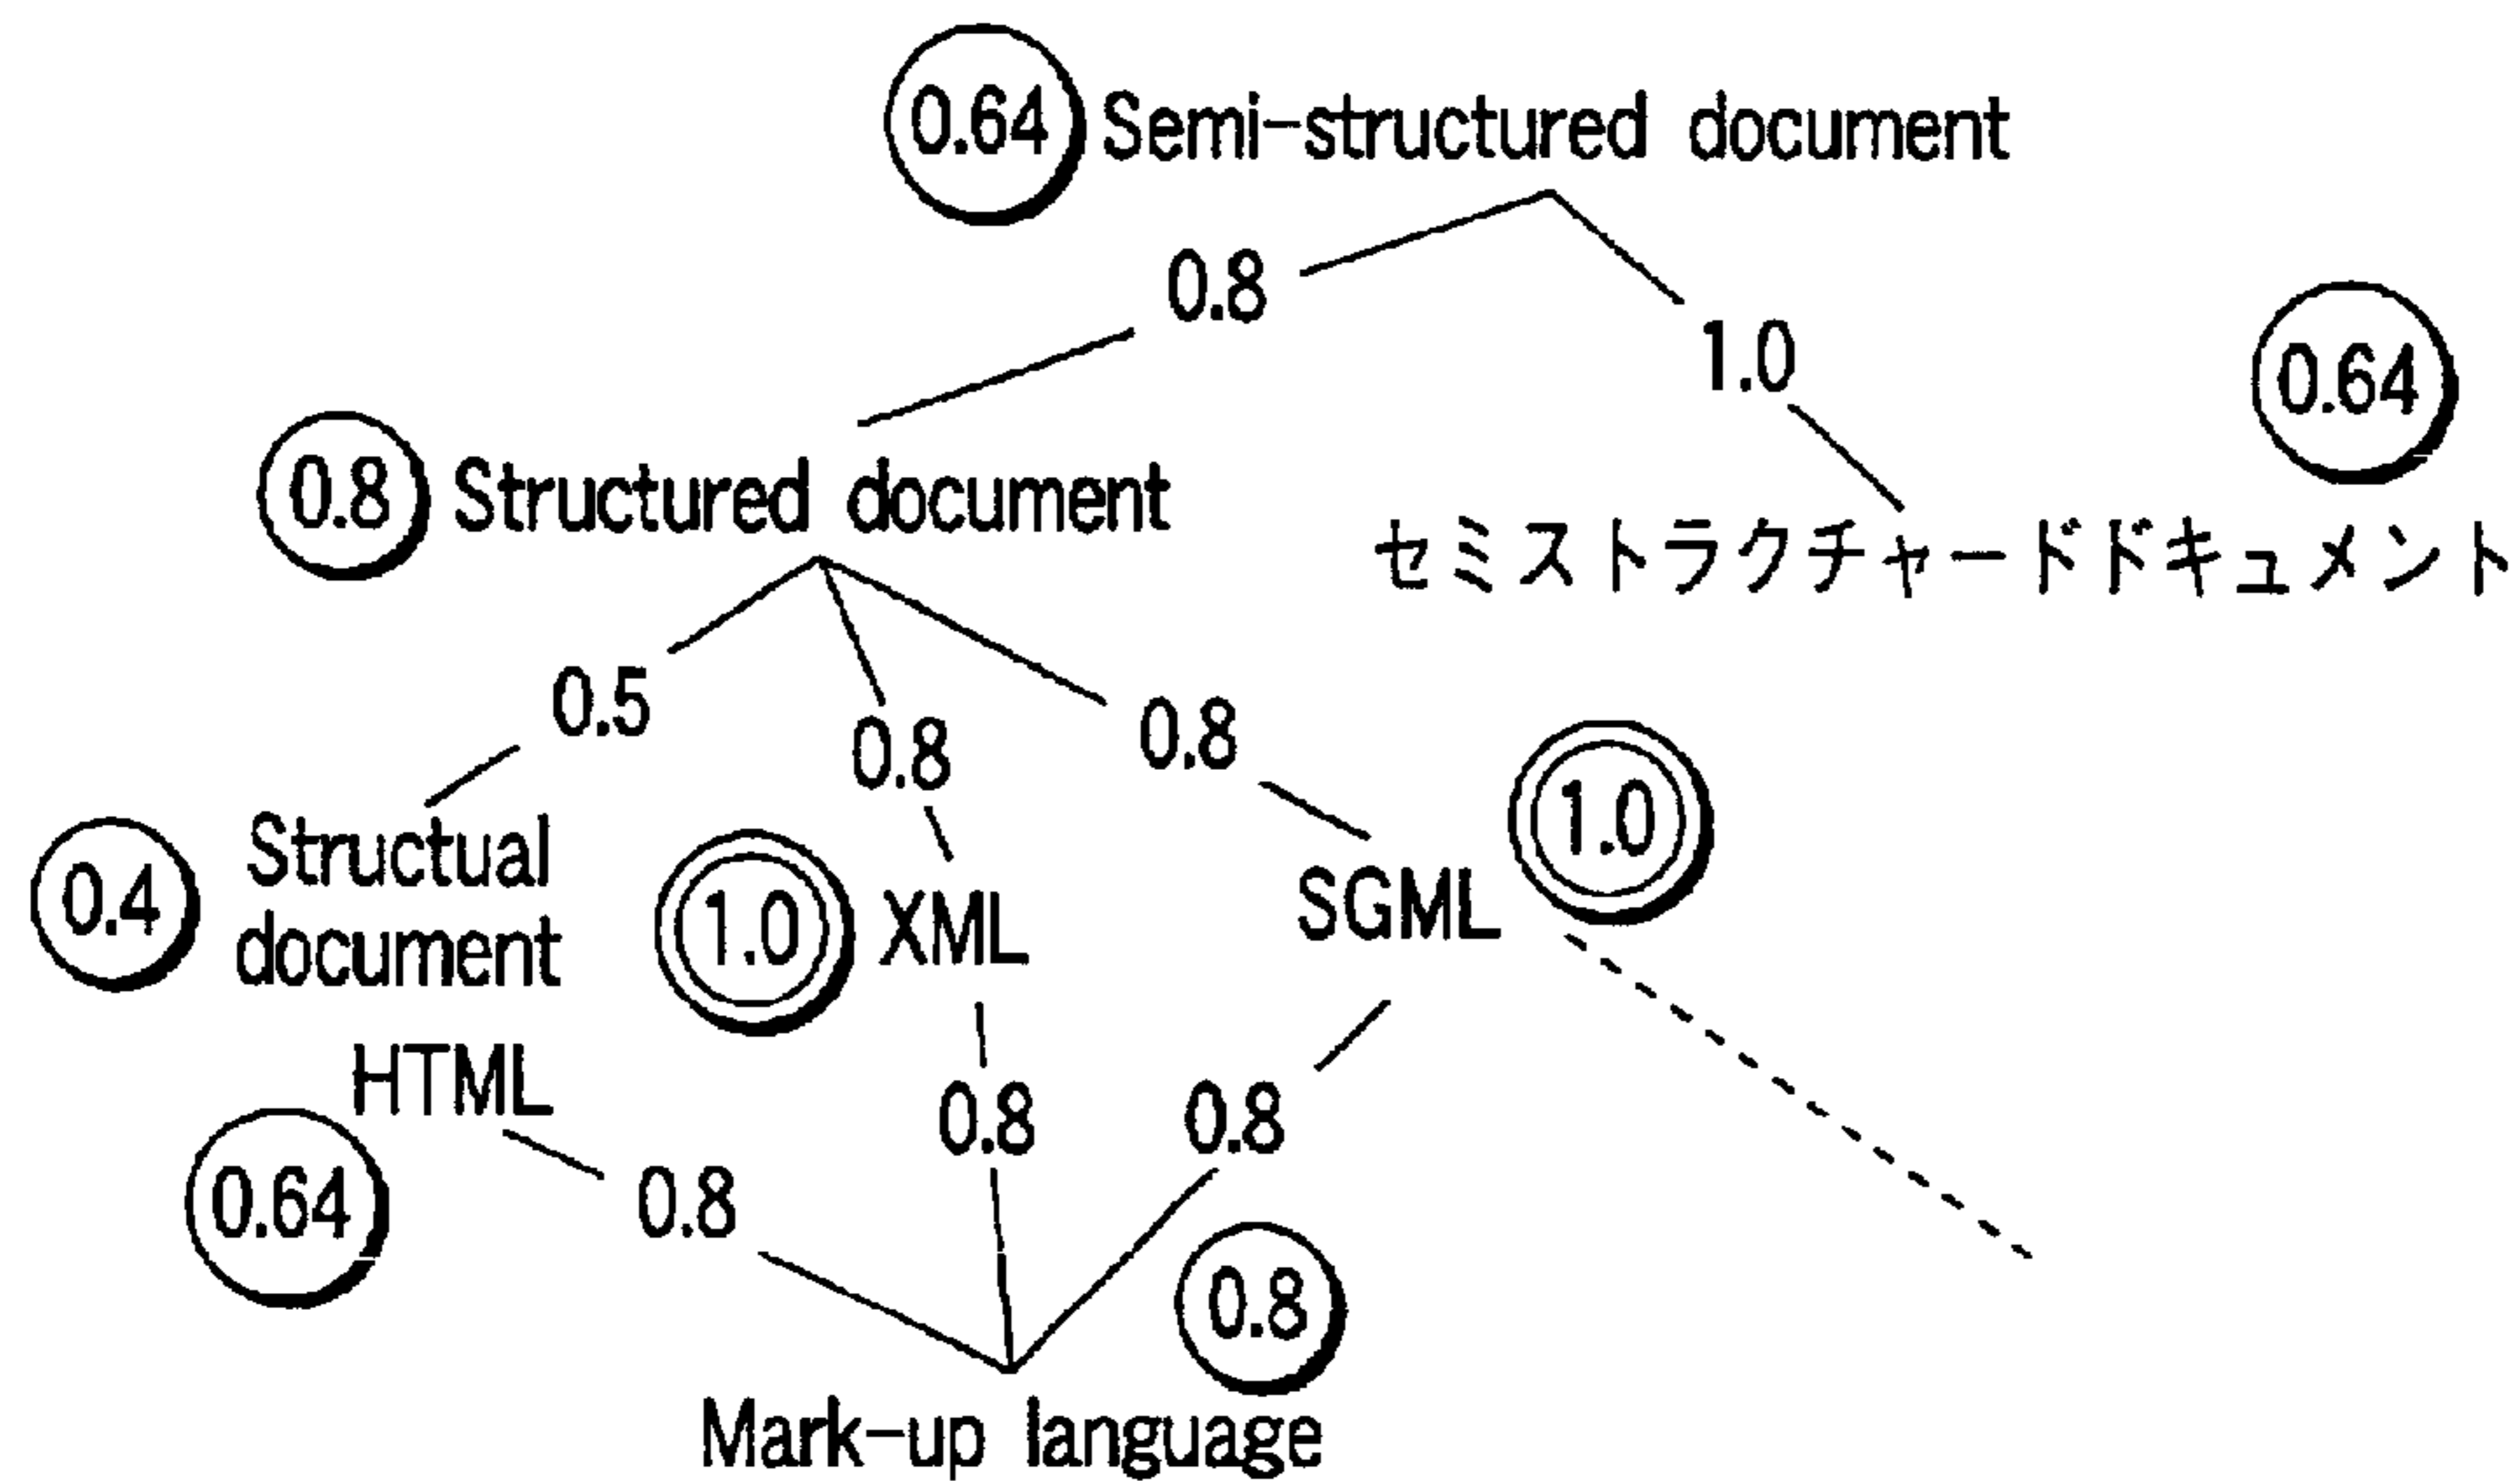 0.64 Semi-structured document
0.8
1.0
0.64
0.8 Structured document
セミストラクチャードドキュメント
0.5
0.8
0.8
1.0
0.4
Structual
document
1.0 XML
SGML
HTML
0.8
0.8
0.64
0.8
0.8
Mark-up language